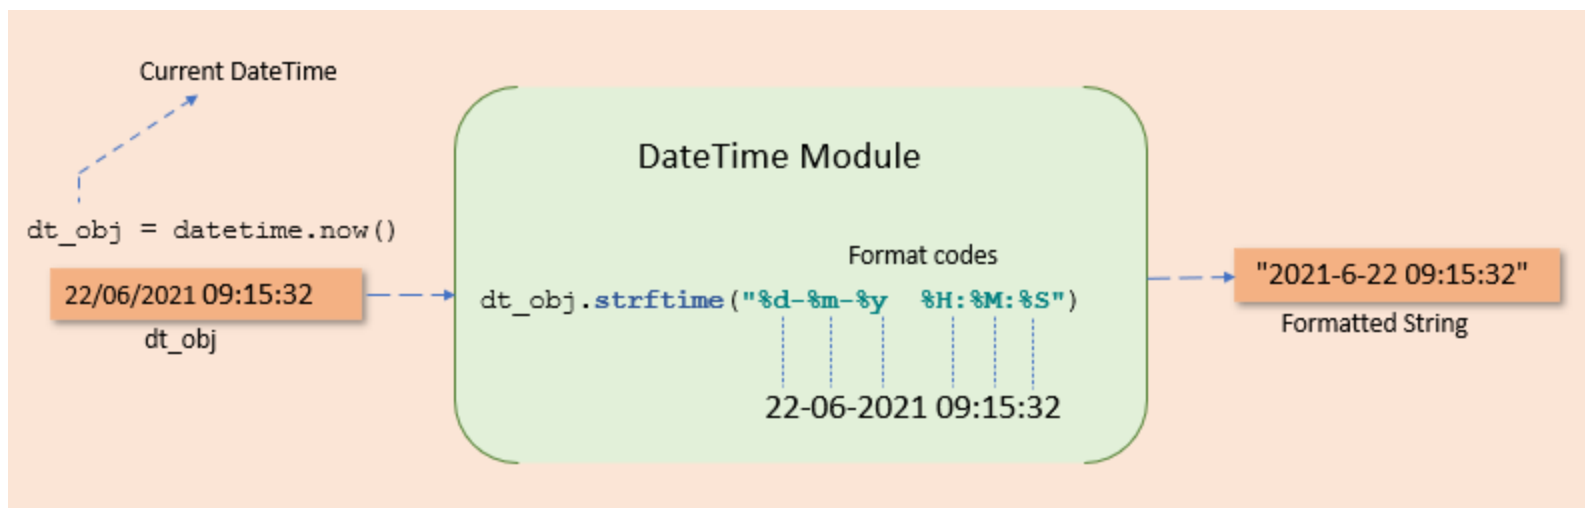 Current DateTime
dt_obj = datetime.now()
22/06/2021 09:15:32
dt_obj
DateTime Module
Format codes
dt_obj.strftime("%d-%m-%y  %H:%M:%S")
22-06-2021 09:15:32
"2021-6-22 09:15:32"
Formatted String